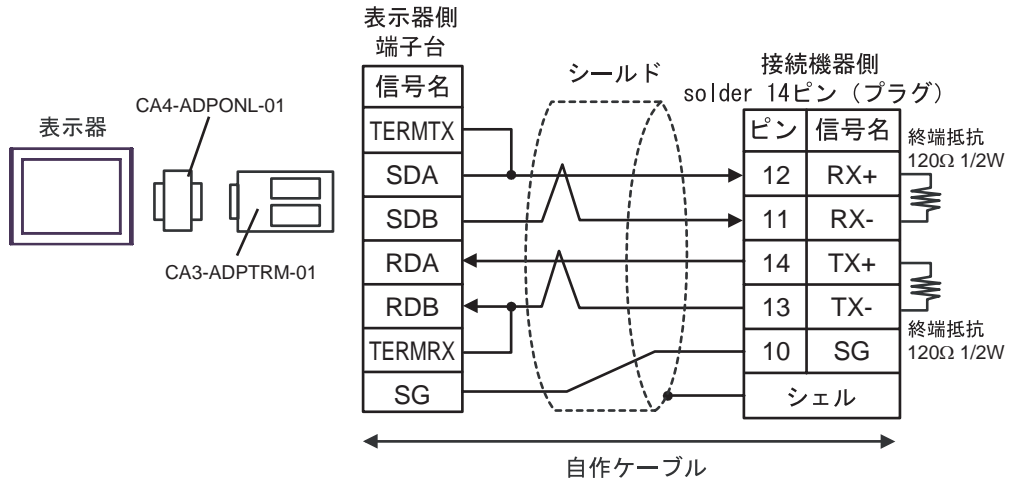 表示器
CA4-ADPONL-01
CA3-ADPTRM-01
表示器側
端子台
信号名
TERMTX
SDA
SDB
RDA
RDB
TERMRX
SG
シールド
接続機器側
solder 14ピン（プラグ）
ピン 信号名
12 RX+
11 RX-
14 TX+
13 TX-
10 SG
シェル
終端抵抗
120Ω 1/2W
終端抵抗
120Ω 1/2W
自作ケーブル